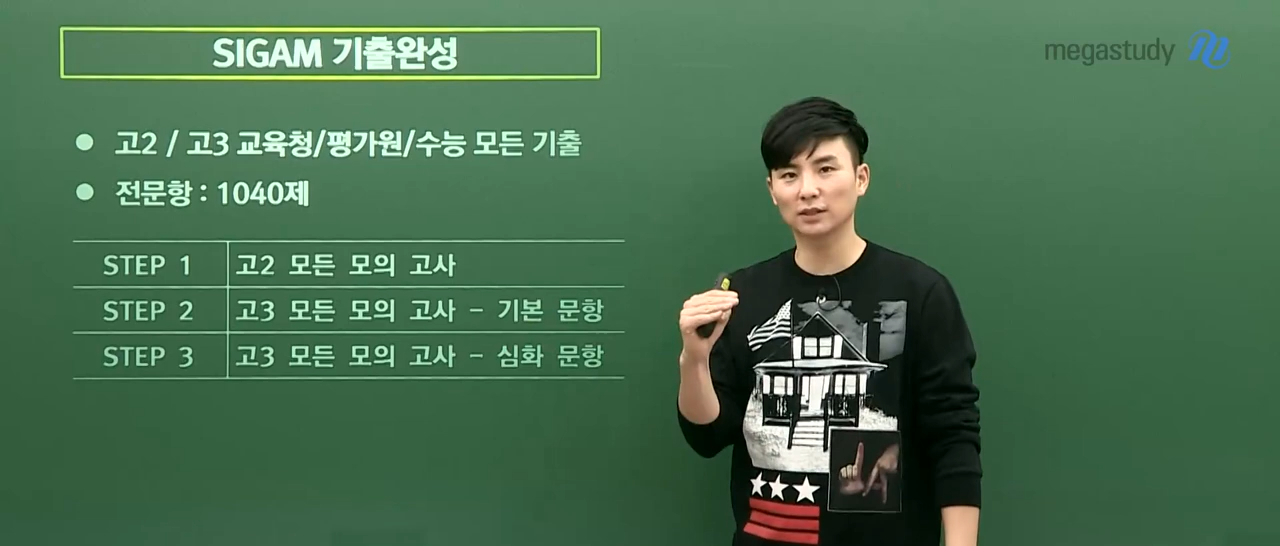 SIGAM 기출완성
megastudy
● 고2 / 고3 교육청/평가원/수능 모든 기출
● 전문항 : 1040제
STEP 1 고2 모든 모의 고사
STEP 2 고3 모든 모의 고사 - 기본 문항
STEP 3 고3 모든 모의 고사 - 심화 문항